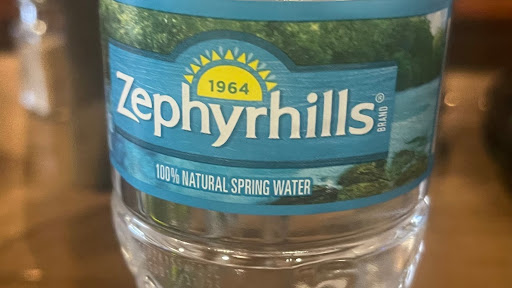 1964
Zephyrhills®
BRAND
100% NATURAL SPRING WATER